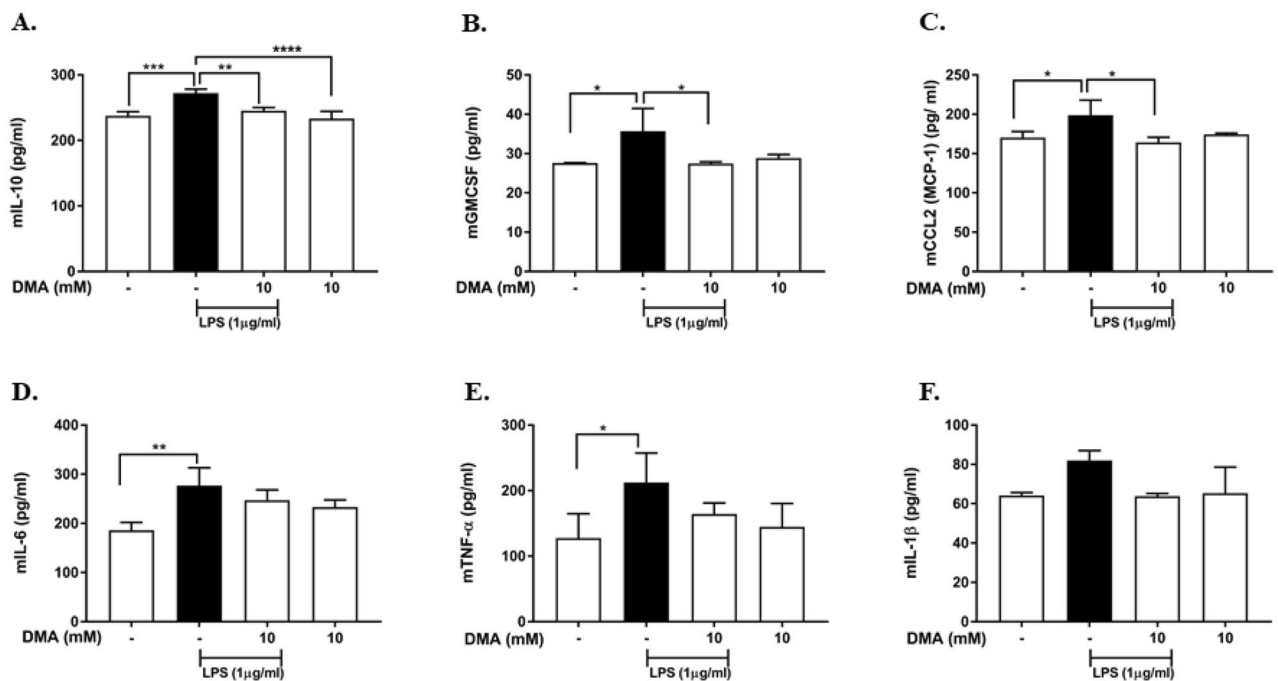 A.
mIL-10 (pg/ml)
300
200
100
0
***
**
****
DMA (mM)
-
-
10
10
LPS (1µg/ml)
B.
mGMCSF (pg/ml)
50
40
30
20
10
0
*
*
DMA (mM)
-
-
10
10
LPS (1µg/ml)
C.
mCCL2 (MCP-1) (pg/ ml)
250
200
150
100
50
0
*
*
DMA (mM)
-
-
10
10
LPS (1µg/ml)
D.
mIL-6 (pg/ml)
400
300
200
100
0
**
DMA (mM)
-
-
10
10
LPS (1µg/ml)
E.
mTNF-α (pg/ml)
300
200
100
0
*
DMA (mM)
-
-
10
10
LPS (1µg/ml)
F.
mIL-1β (pg/ml)
100
80
60
40
20
0
DMA (mM)
-
-
10
10
LPS (1µg/ml)